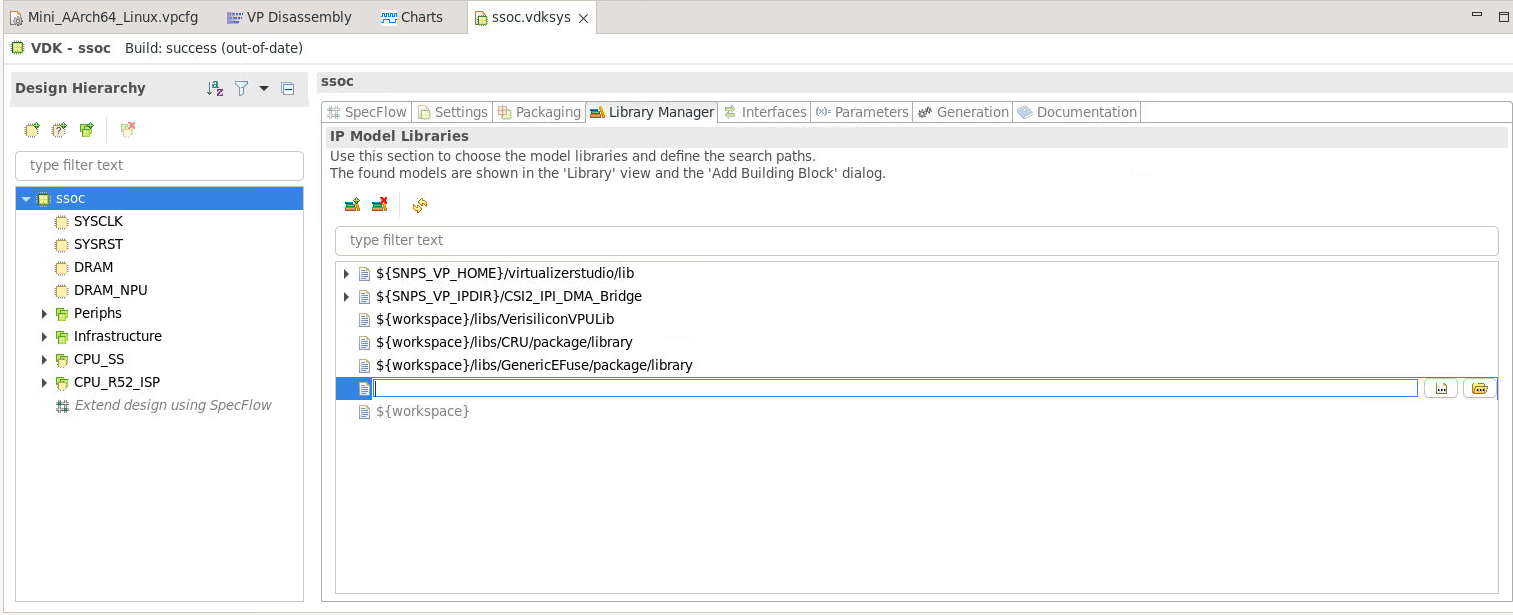 Mini_AArch64_Linux.vpcfg VP Disassembly Charts ssoc.vdksys
VDK - ssoc Build: success (out-of-date)
Design Hierarchy
type filter text
ssoc
SYSCLK
SYSRST
DRAM
DRAM_NPU
Periphs
Infrastructure
CPU_SS
CPU_R52_ISP
Extend design using SpecFlow
ssoc
SpecFlow Settings Packaging Library Manager Interfaces Parameters Generation Documentation
IP Model Libraries
Use this section to choose the model libraries and define the search paths.
The found models are shown in the 'Library' view and the 'Add Building Block' dialog.
type filter text
${SNPS_VP_HOME}/virtualizerstudio/lib
${SNPS_VP_IPDIR}/CSI2_IPI_DMA_Bridge
${workspace}/libs/VerisiliconVPULib
${workspace}/libs/CRU/package/library
${workspace}/libs/GenericEFuse/package/library
${workspace}